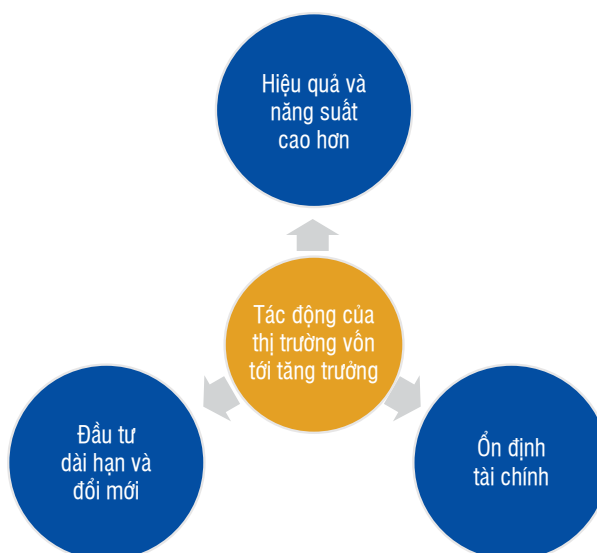 Hiệu quả và
năng suất
cao hơn
Tác động của
thị trường vốn
tới tăng trưởng
Đầu tư
dài hạn và
đổi mới
Ổn định
tài chính